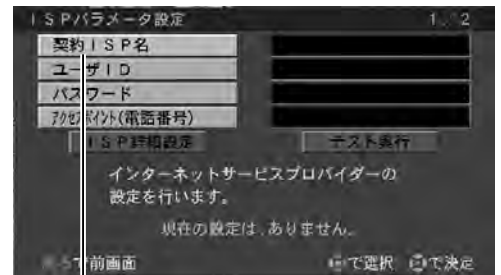 ISPパラメータ設定 1/2
契約ISP名
ユーザID
パスワード
アクセスポイント(電話番号)
ISP詳細設定 テスト実行
インターネットサービスプロバイダーの
設定を行います。
現在の設定は、ありません。
で前画面 で選択 で決定